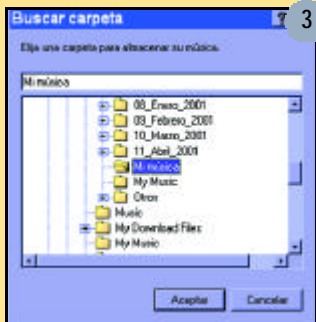 Buscar carpeta
?
3
Elija una carpeta para almacenar su música.
Mi música
08_Enero_2001
09_Febrero_2001
10_Marzo_2001
11_Abril_2001
Mi música
My Music
Otros
Music
My Download Files
My Music
Aceptar
Cancelar